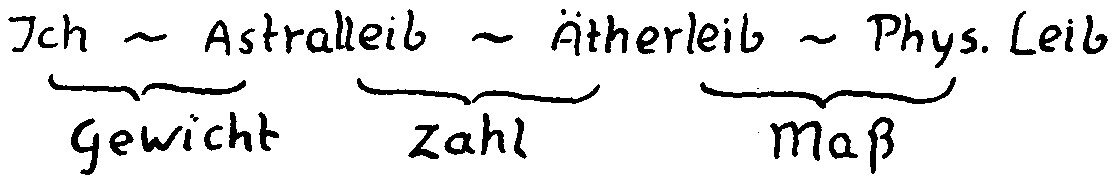 Ich ~ Astralleib ~ Ätherleib ~ Phys. Leib
Gewicht Zahl Maß